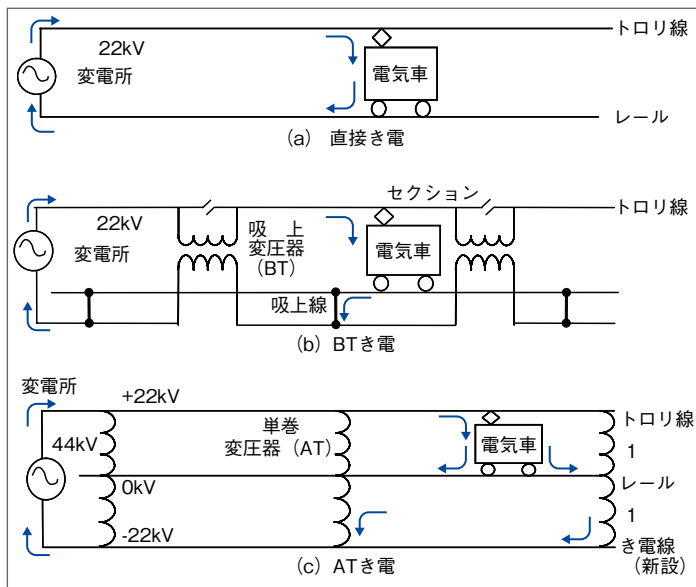 トロリ線
22kV
変電所
電気車
レール
(a) 直接き電
セクション
トロリ線
22kV
変電所
吸 上
変圧器
(BT)
電気車
吸上線
(b) BTき電
変電所
+22kV
44kV
単巻
変圧器(AT)
電気車
トロリ線
1
0kV
レール
1
-22kV
き電線
(新設)
(c) ATき電